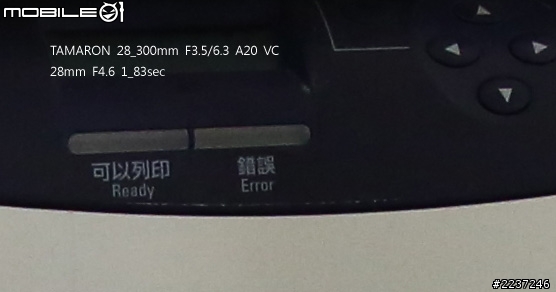 MOBILE01
TAMARON 28_300mm F3.5/6.3 A20 VC
28mm F4.6 1_83sec
可以列印 錯誤
Ready Error
#2237246